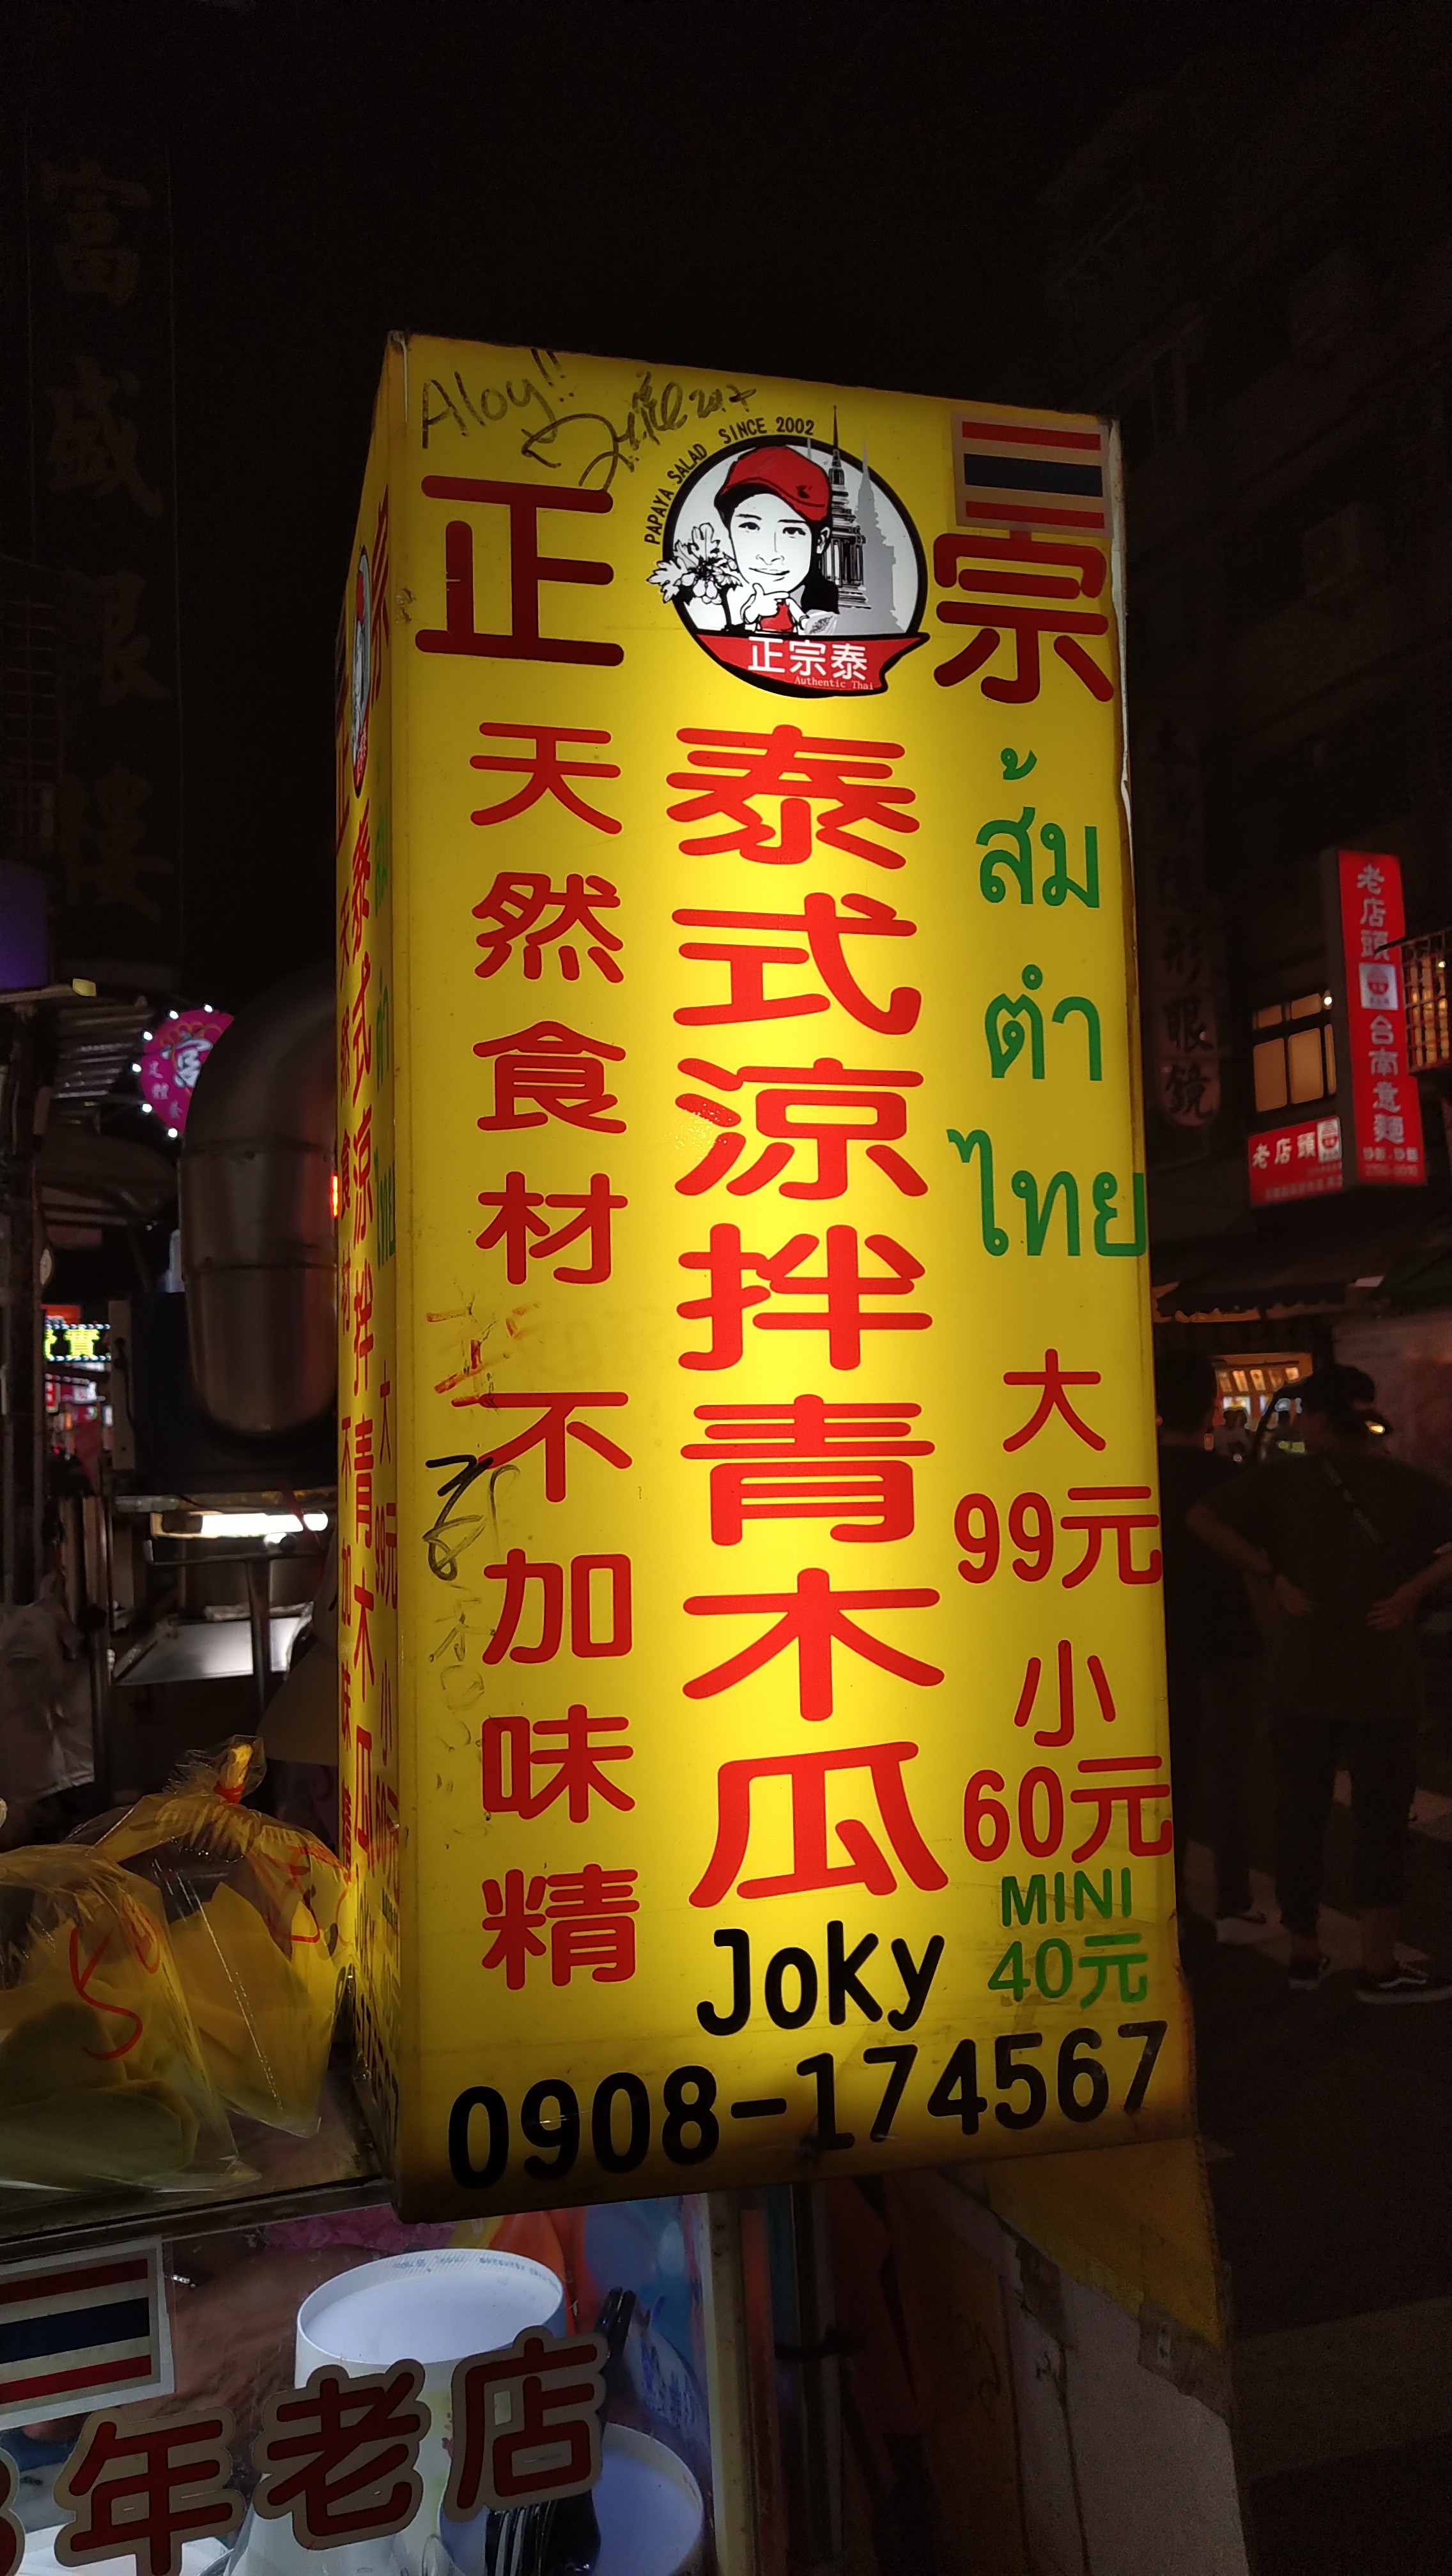 Aloy!!
2017
PAPAYA SALAD SINCE 2002
正宗
正宗泰
Authentic Thai
泰式涼拌青木瓜
天然食材
不加味精
ส้ม
ตำ
ไทย
大
99元
小
60元
MINI
40元
Joky
0908-174567
年老店
老店頭
台南意麵
老店頭